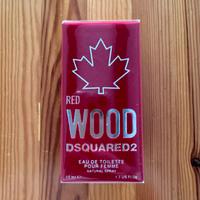 RED
WOOD
DSQUARED2
EAU DE TOILETTE
POUR FEMME
NATURAL SPRAY